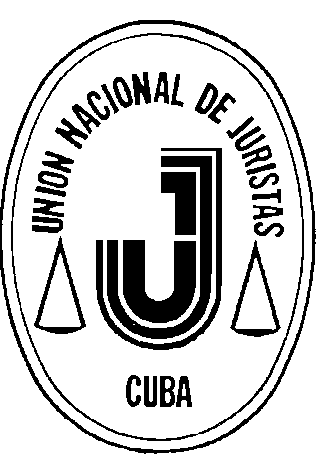 UNION NACIONAL DE JURISTAS
J
CUBA